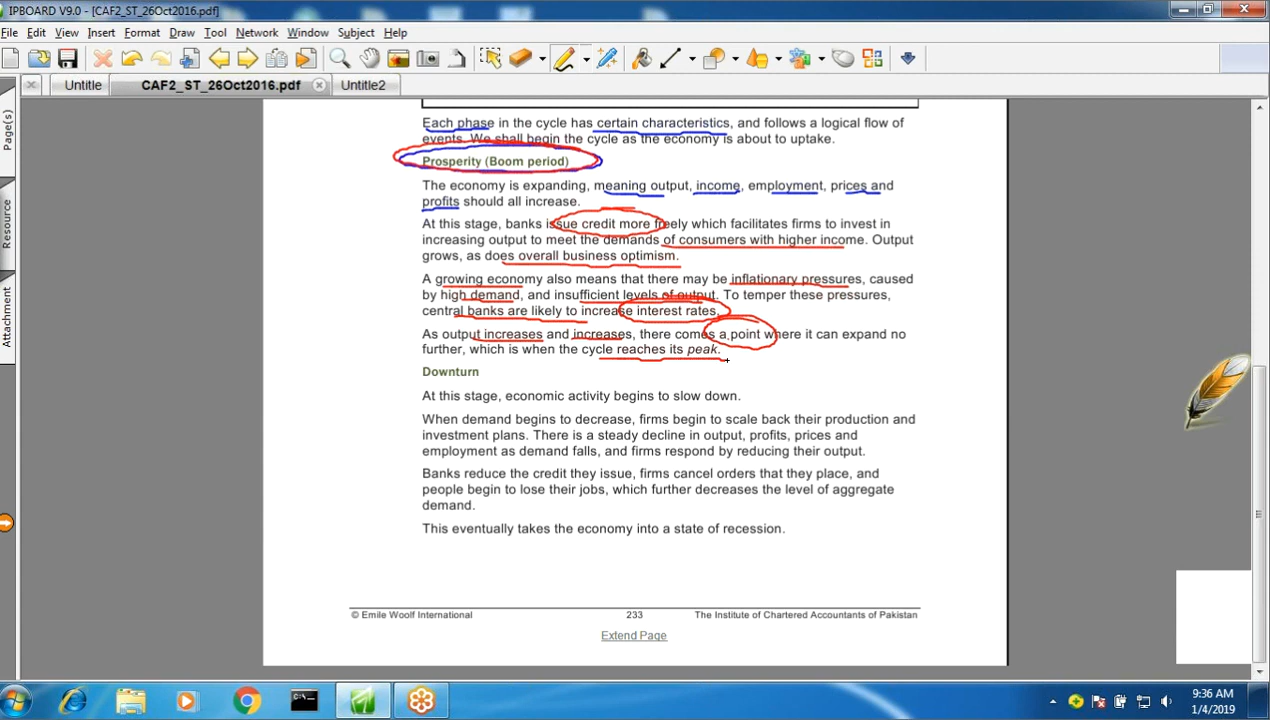 IPBOARD V9.0 - [CAF2_ST_26Oct2016.pdf]
File Edit View Insert Format Draw Tool Network Window Subject Help
Untitle CAF2_ST_26Oct2016.pdf Untitle2
Page(s)
Resource
Attachment
Each phase in the cycle has certain characteristics, and follows a logical flow of
events. We shall begin the cycle as the economy is about to uptake.
Prosperity (Boom period)
The economy is expanding, meaning output, income, employment, prices and
profits should all increase.
At this stage, banks issue credit more freely which facilitates firms to invest in
increasing output to meet the demands of consumers with higher income. Output
grows, as does overall business optimism.
A growing economy also means that there may be inflationary pressures, caused
by high demand, and insufficient levels of output. To temper these pressures,
central banks are likely to increase interest rates.
As output increases and increases, there comes a point where it can expand no
further, which is when the cycle reaches its peak.
Downturn
At this stage, economic activity begins to slow down.
When demand begins to decrease, firms begin to scale back their production and
investment plans. There is a steady decline in output, profits, prices and
employment as demand falls, and firms respond by reducing their output.
Banks reduce the credit they issue, firms cancel orders that they place, and
people begin to lose their jobs, which further decreases the level of aggregate
demand.
This eventually takes the economy into a state of recession.
© Emile Woolf International 233 The Institute of Chartered Accountants of Pakistan
Extend Page
9:36 AM
1/4/2019